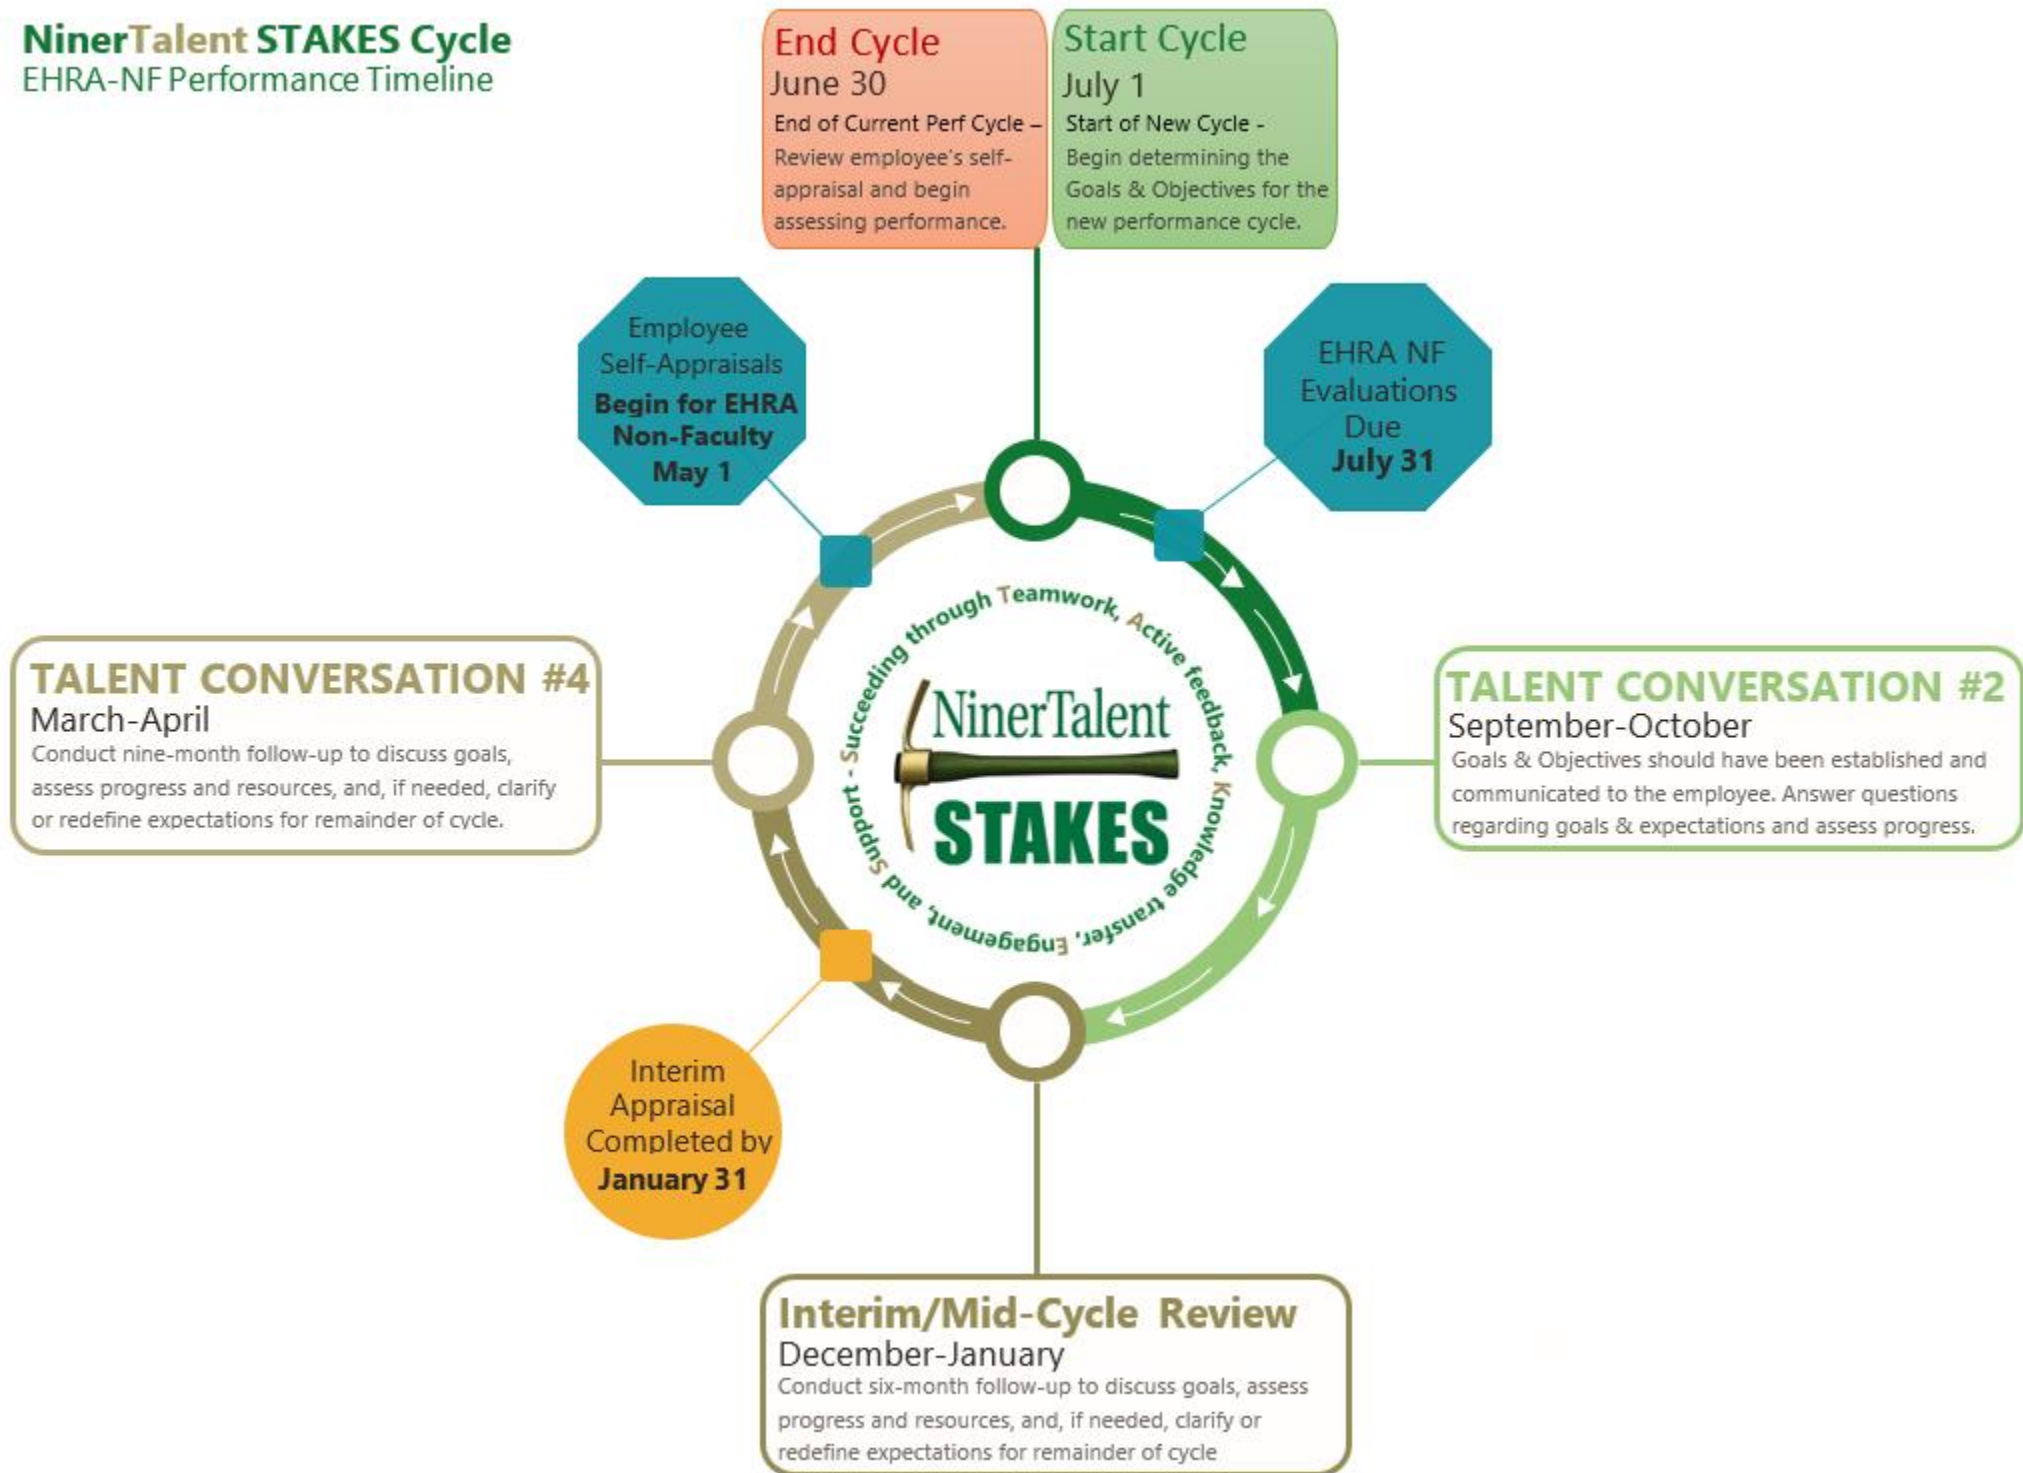 NinerTalent STAKES Cycle
EHRA-NF Performance Timeline
End Cycle
June 30
End of Current Perf Cycle –
Review employee's self-
appraisal and begin
assessing performance.
Start Cycle
July 1
Start of New Cycle -
Begin determining the
Goals & Objectives for the
new performance cycle.
Employee
Self-Appraisals
Begin for EHRA
Non-Faculty
May 1
EHRA NF
Evaluations
Due
July 31
TALENT CONVERSATION #4
March-April
Conduct nine-month follow-up to discuss goals,
assess progress and resources, and, if needed, clarify
or redefine expectations for remainder of cycle.
Succeeding through Teamwork, Active feedback, Knowledge transfer, Engagement, and Support -
NinerTalent
STAKES
TALENT CONVERSATION #2
September-October
Goals & Objectives should have been established and
communicated to the employee. Answer questions
regarding goals & expectations and assess progress.
Interim
Appraisal
Completed by
January 31
Interim/Mid-Cycle Review
December-January
Conduct six-month follow-up to discuss goals, assess
progress and resources, and, if needed, clarify or
redefine expectations for remainder of cycle